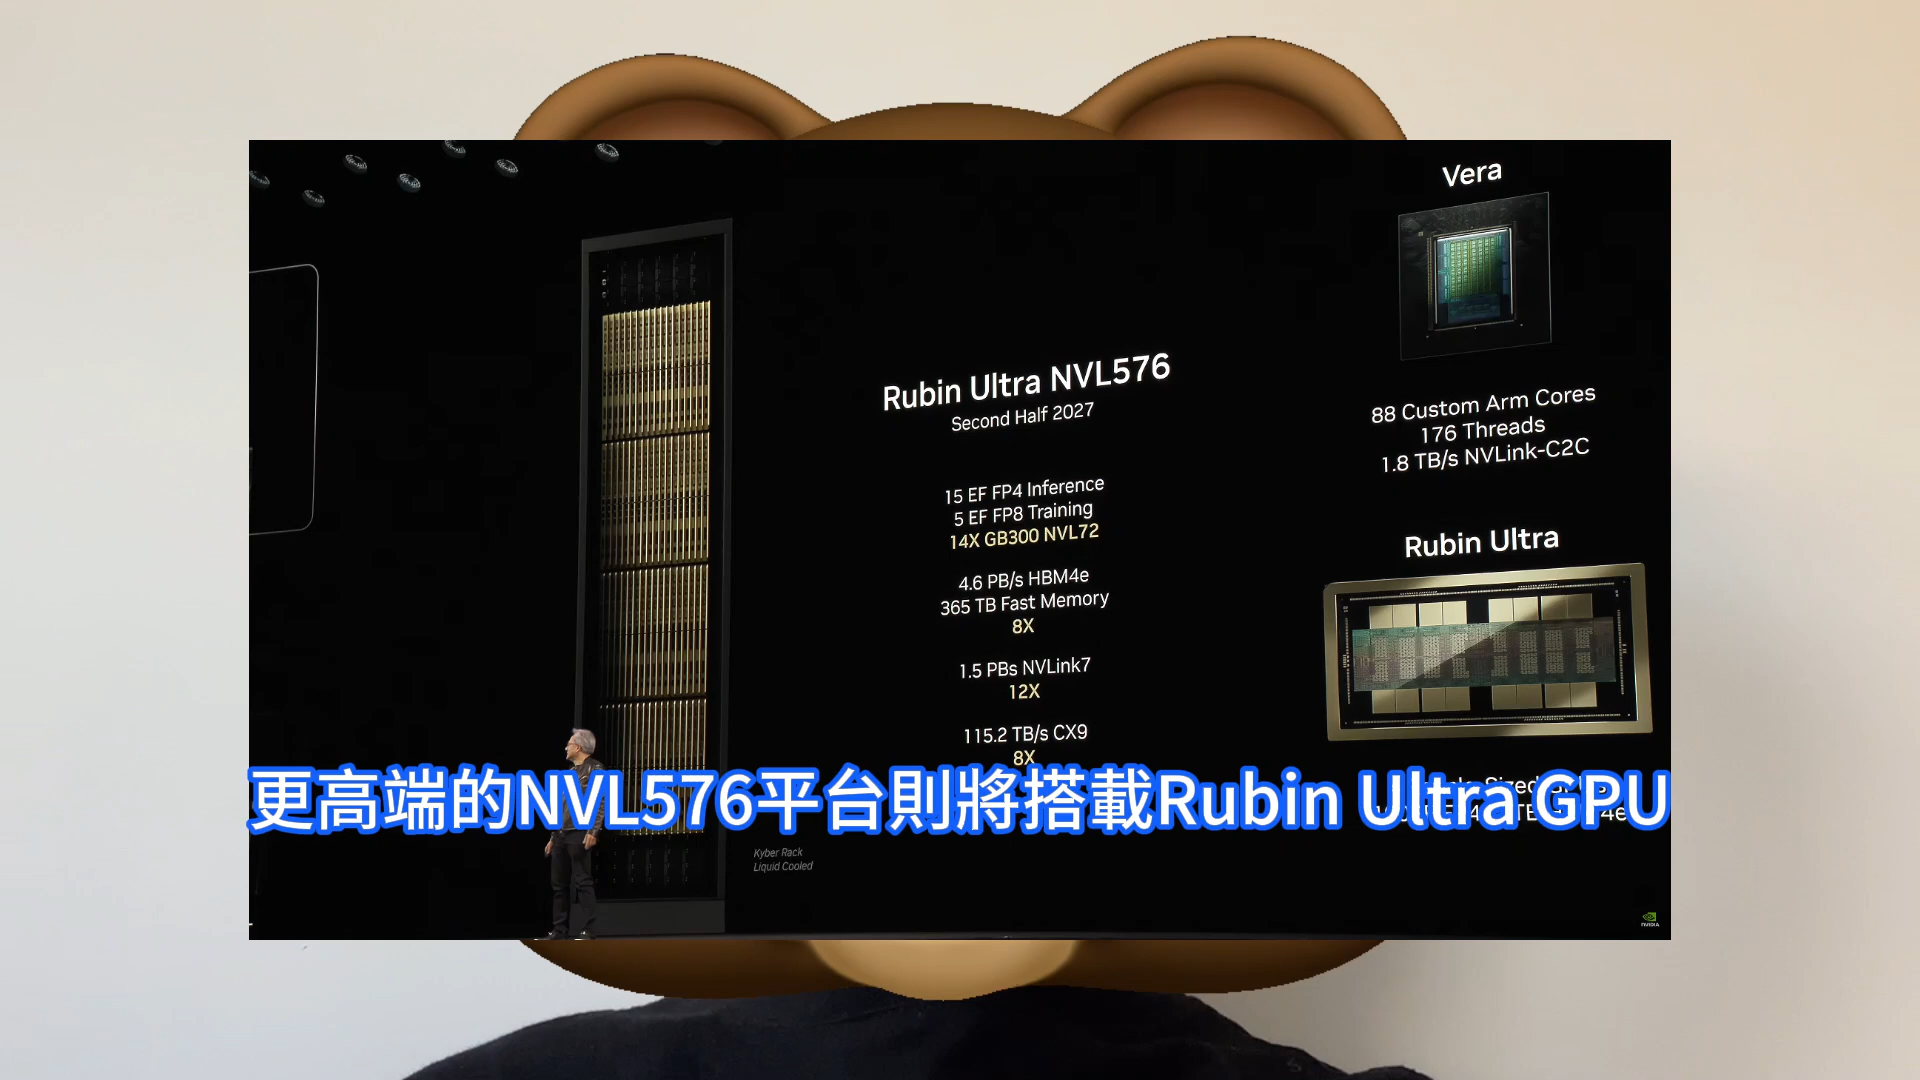 Vera
88 Custom Arm Cores
176 Threads
1.8 TB/s NVLink-C2C
Rubin Ultra NVL576
Second Half 2027
15 EF FP4 Inference
5 EF FP8 Training
14X GB300 NVL72
4.6 PB/s HBM4e
365 TB Fast Memory
8X
1.5 PBs NVLink7
12X
115.2 TB/s CX9
8X
Rubin Ultra
更高端的NVL576平台則將搭載Rubin Ultra GPU
Kyber Rack
Liquid Cooled
NVIDIA